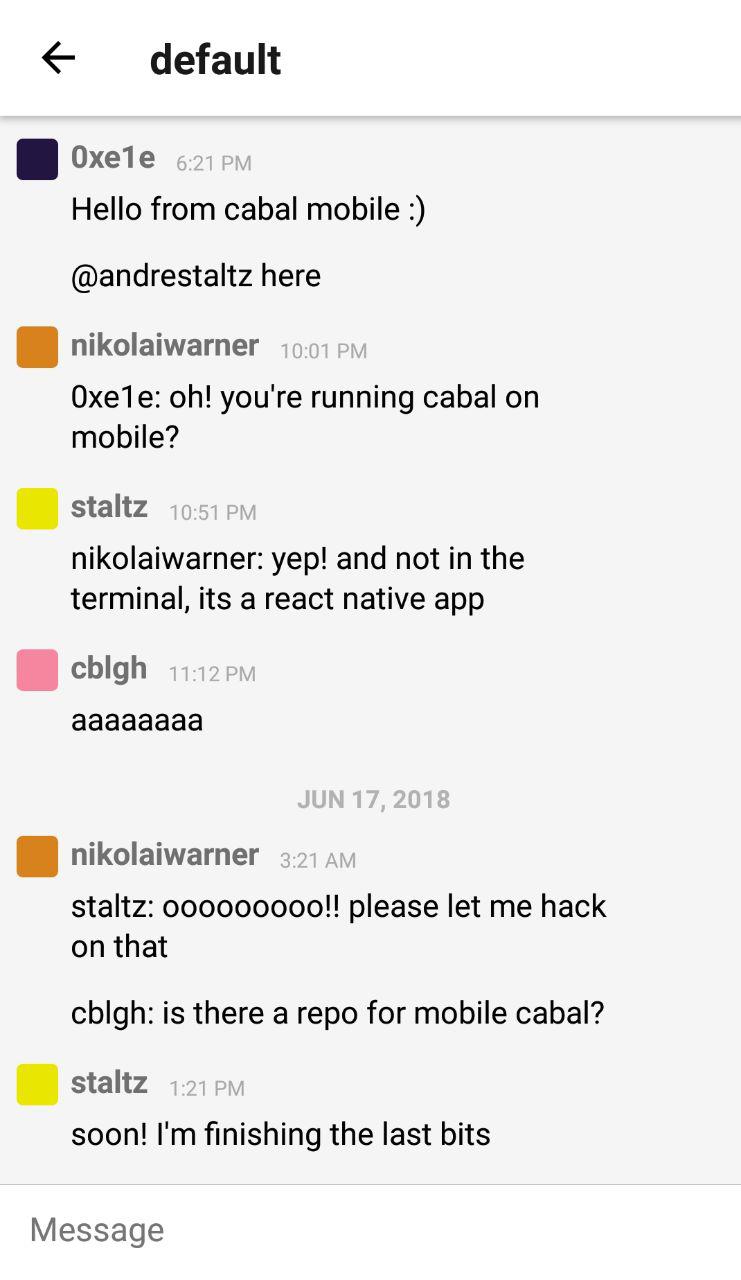 default
0xe1e 6:21 PM
Hello from cabal mobile :)
@andrestaltz here
nikolaiwarner 10:01 PM
0xe1e: oh! you're running cabal on
mobile?
staltz 10:51 PM
nikolaiwarner: yep! and not in the
terminal, its a react native app
cblgh 11:12 PM
aaaaaaaa
JUN 17, 2018
nikolaiwarner 3:21 AM
staltz: ooooooooo!! please let me hack
on that
cblgh: is there a repo for mobile cabal?
staltz 1:21 PM
soon! I'm finishing the last bits
Message